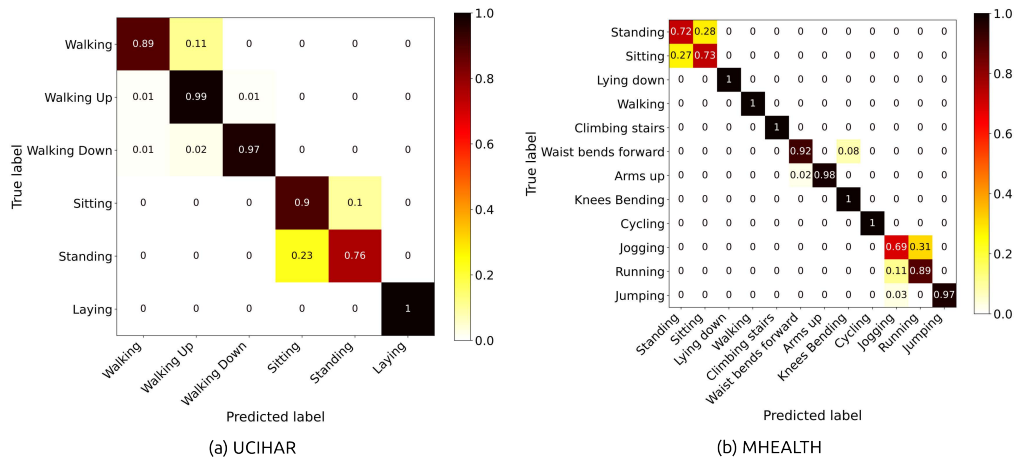 Walking 0.89 0.11 0 0 0 0
Walking Up 0.01 0.99 0.01 0 0 0
Walking Down 0.01 0.02 0.97 0 0 0
Sitting 0 0 0 0.9 0.1 0
Standing 0 0 0 0.23 0.76 0
Laying 0 0 0 0 0 1
True label
Walking
Walking Up
Walking Down
Sitting
Standing
Laying
Predicted label
1.0
0.8
0.6
0.4
0.2
0.0
(a) UCIHAR
Standing 0.72 0.28 0 0 0 0 0 0 0 0 0 0
Sitting 0.27 0.73 0 0 0 0 0 0 0 0 0 0
Lying down 0 0 1 0 0 0 0 0 0 0 0 0
Walking 0 0 0 1 0 0 0 0 0 0 0 0
Climbing stairs 0 0 0 0 1 0 0 0 0 0 0 0
Waist bends forward 0 0 0 0 0 0.92 0 0.08 0 0 0 0
Arms up 0 0 0 0 0 0.02 0.98 0 0 0 0 0
Knees Bending 0 0 0 0 0 0 0 1 0 0 0 0
Cycling 0 0 0 0 0 0 0 0 1 0 0 0
Jogging 0 0 0 0 0 0 0 0 0 0.69 0.31 0
Running 0 0 0 0 0 0 0 0 0 0.11 0.89 0
Jumping 0 0 0 0 0 0 0 0 0 0.03 0 0.97
True label
Standing
Sitting
Lying down
Walking
Climbing stairs
Waist bends forward
Arms up
Knees Bending
Cycling
Jogging
Running
Jumping
Predicted label
1.0
0.8
0.6
0.4
0.2
0.0
(b) MHEALTH